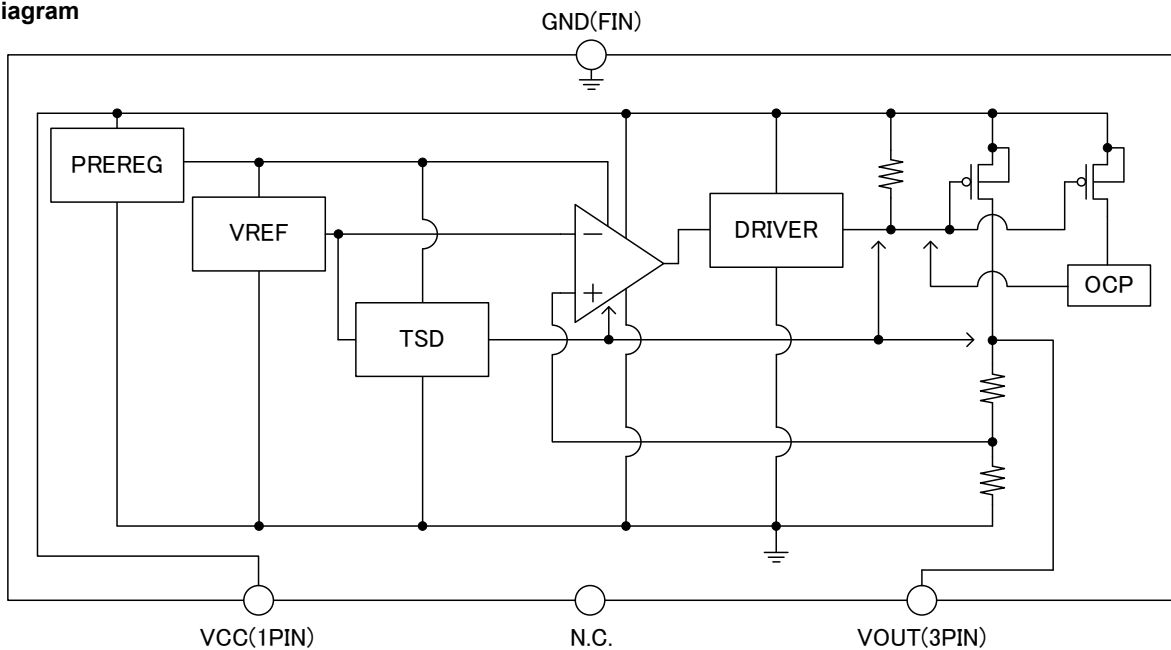 iagram
GND(FIN)
PREREG
VREF
TSD
−
+
DRIVER
OCP
VCC(1PIN)
N.C.
VOUT(3PIN)